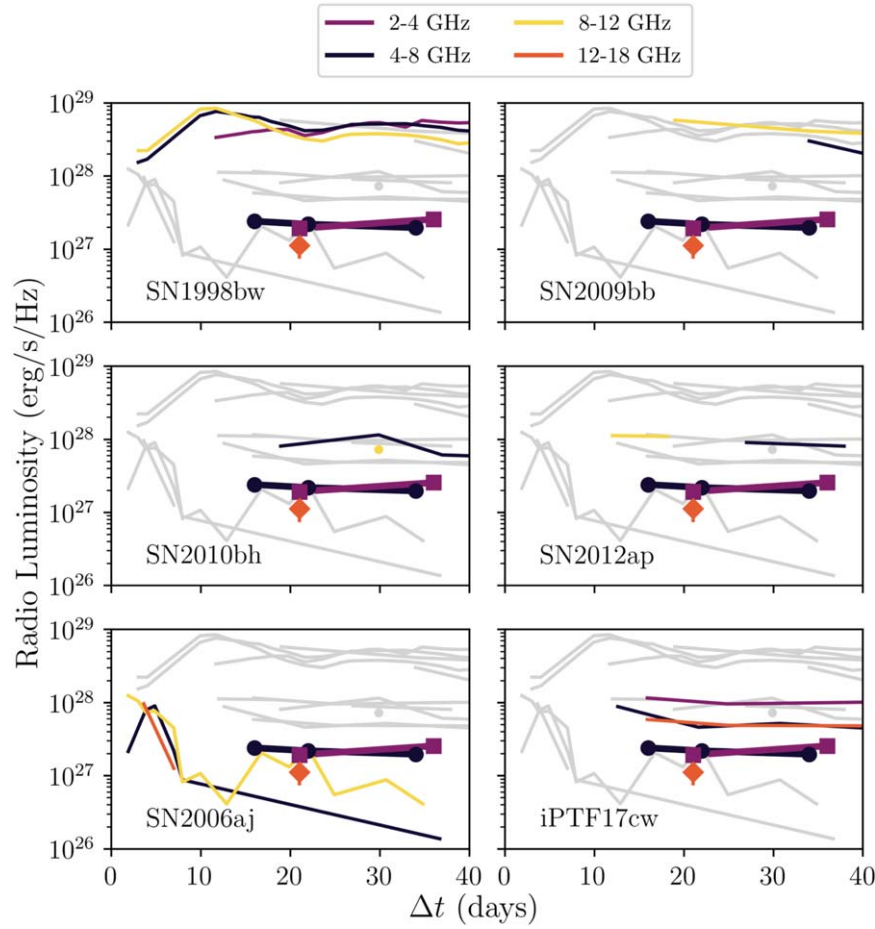 2-4 GHz 8-12 GHz
4-8 GHz 12-18 GHz
Radio Luminosity (erg/s/Hz)
10^29
10^28
10^27
10^26
SN1998bw
SN2009bb
10^29
10^28
10^27
10^26
SN2010bh
SN2012ap
10^29
10^28
10^27
10^26
SN2006aj
iPTF17cw
0 10 20 30 40 0 10 20 30 40
Δt (days) Δt (days)